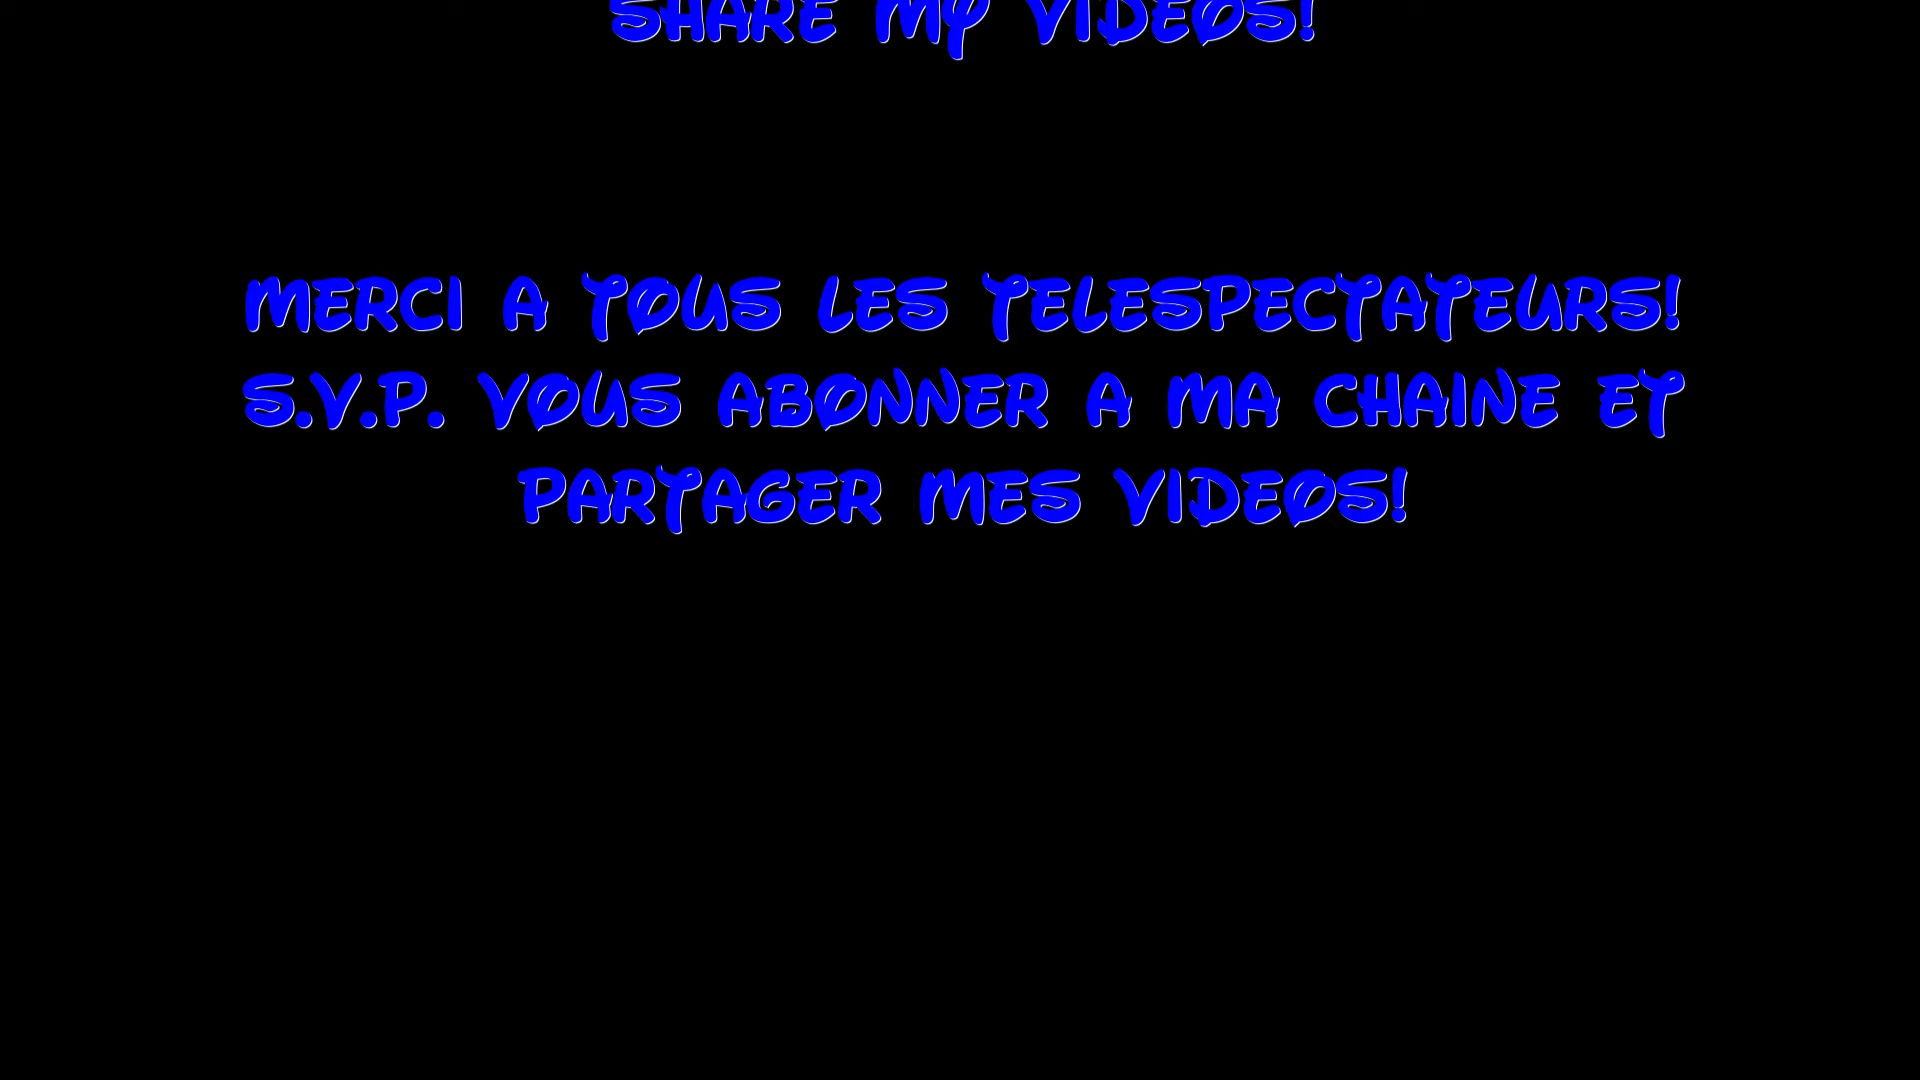 SHARE MY VIDEOS!
MERCI A TOUS LES TELESPECTATEURS!
S.V.P. VOUS ABONNER A MA CHAINE ET
PARTAGER MES VIDEOS!